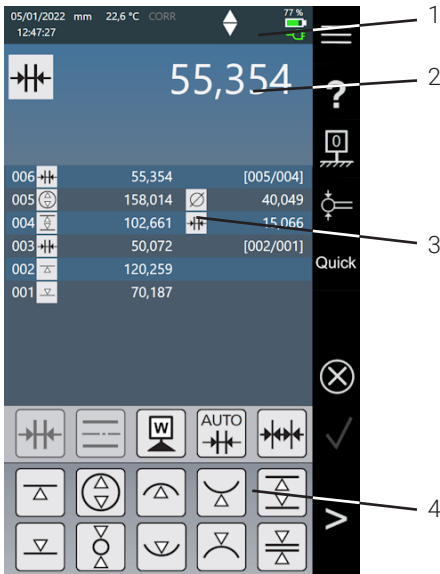 05/01/2022 mm 22,6 °C CORR 77 %
12:47:27
1
55,354
2
?
0
006 55,354 [005/004]
005 158,014 40,049
004 102,661 15,066
003 50,072 [002/001]
3
002 120,259
Quick
001 70,187
W
AUTO
4
>